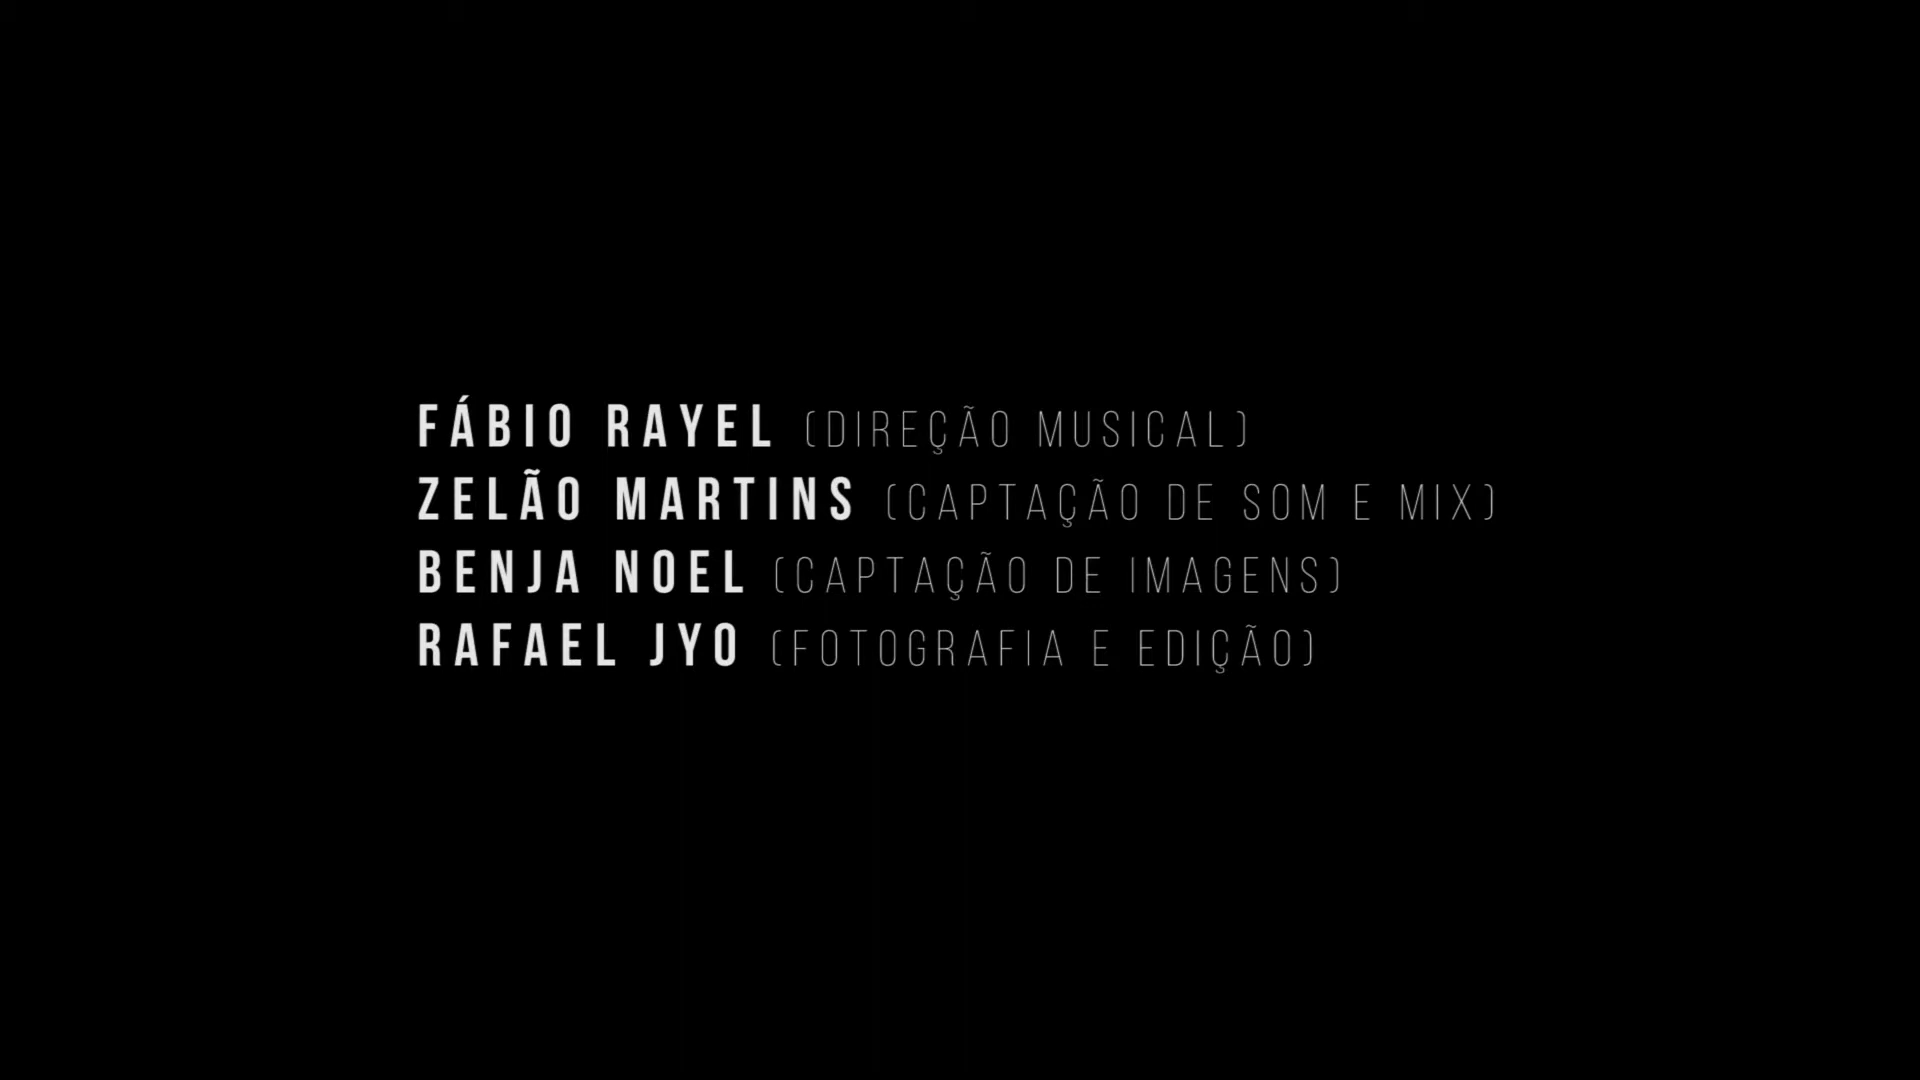 FÁBIO RAYEL (DIREÇÃO MUSICAL)
ZELÃO MARTINS (CAPTAÇÃO DE SOM E MIX)
BENJA NOEL (CAPTAÇÃO DE IMAGENS)
RAFAEL JYO (FOTOGRAFIA E EDIÇÃO)